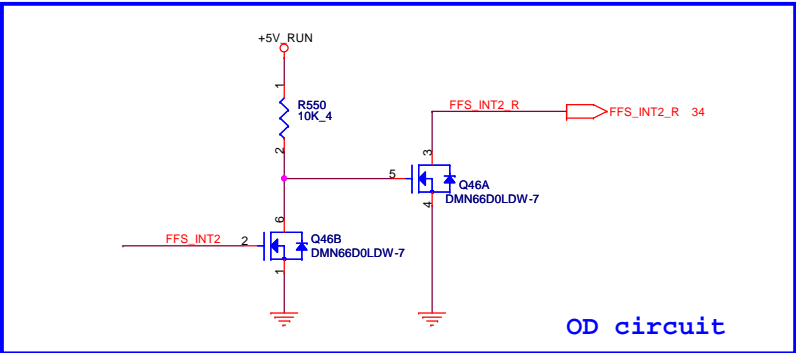 +5V_RUN
1
R550
10K_4
2
FFS_INT2_R
FFS_INT2_R 34
3
5
Q46A
DMN66D0LDW-7
4
FFS_INT2
2
6
Q46B
DMN66D0LDW-7
1
OD circuit